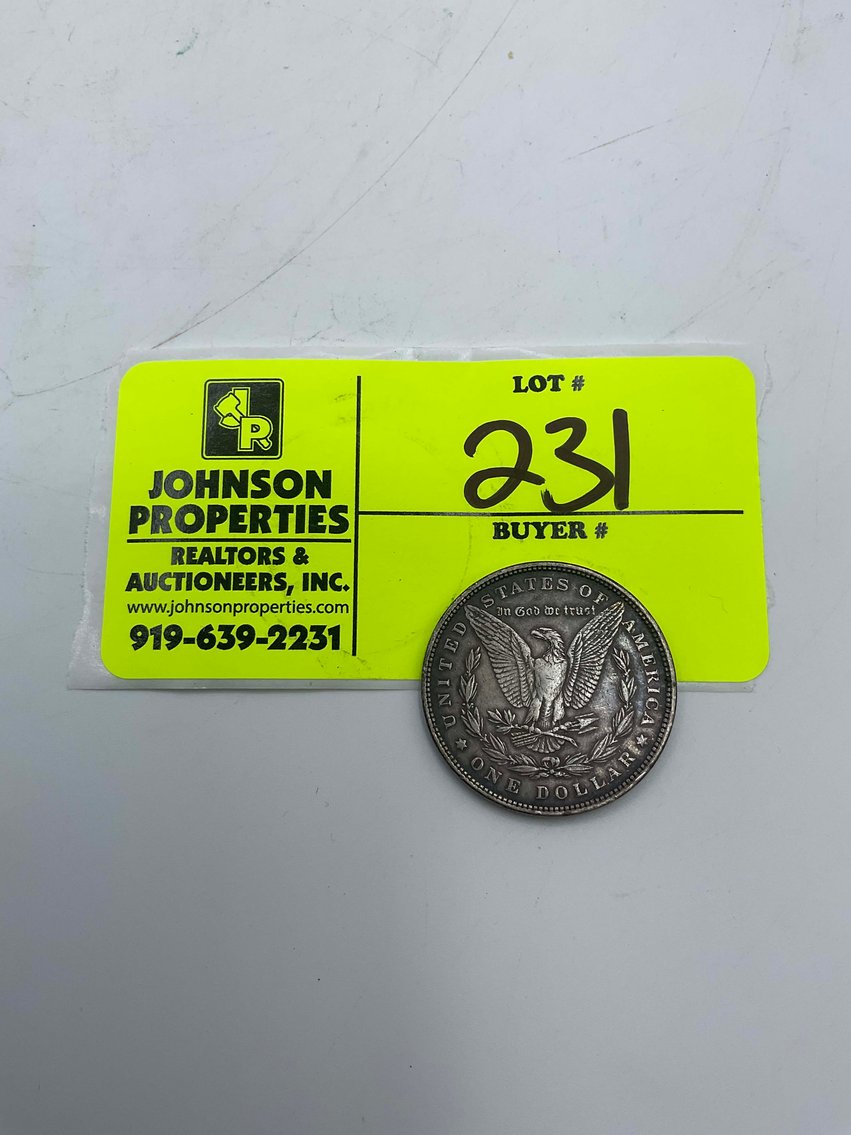 JP
JOHNSON
PROPERTIES
REALTORS &
AUCTIONEERS, INC.
www.johnsonproperties.com
919-639-2231
LOT #
231
BUYER #
UNITED STATES OF AMERICA
In God we trust
ONE DOLLAR